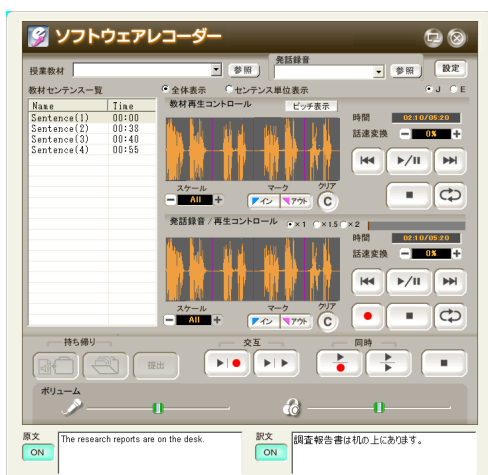 ソフトウェアレコーダー
授業教材 参照 発話録音 参照 設定
教材センテンス一覧 全体表示 センテンス単位表示 J E
Name Time
Sentence(1) 00:00
Sentence(2) 00:38
Sentence(3) 00:40
Sentence(4) 00:55
教材再生コントロール ピッチ表示
時間 02:10/05:20
話速変換 0%
スケール マーク クリア
All イン アウト C
発話録音/再生コントロール ×1 ×1.5 ×2
時間 02:10/05:20
話速変換 0%
スケール マーク クリア
All イン アウト C
持ち帰り 交互 同時
提出
ボリューム
原文 ON The research reports are on the desk.
訳文 ON 調査報告書は机の上にあります。